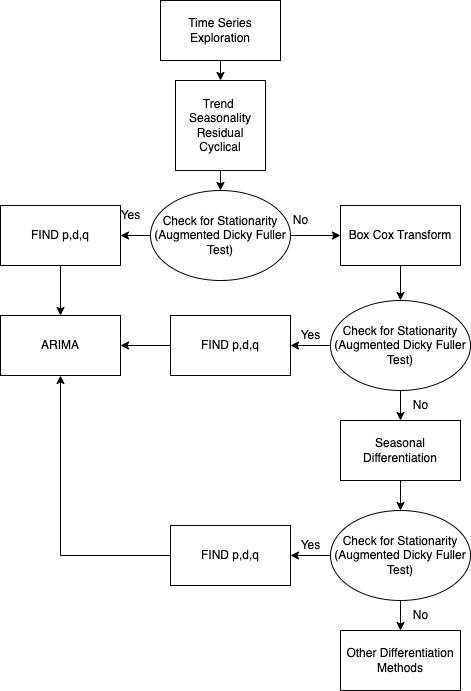 Time Series
Exploration
Trend
Seasonality
Residual
Cyclical
Check for Stationarity
(Augmented Dicky Fuller
Test)
Yes
No
FIND p,d,q
Box Cox Transform
ARIMA
FIND p,d,q
Yes
Check for Stationarity
(Augmented Dicky Fuller
Test)
No
Seasonal
Differentiation
FIND p,d,q
Yes
Check for Stationarity
(Augmented Dicky Fuller
Test)
No
Other Differentiation
Methods